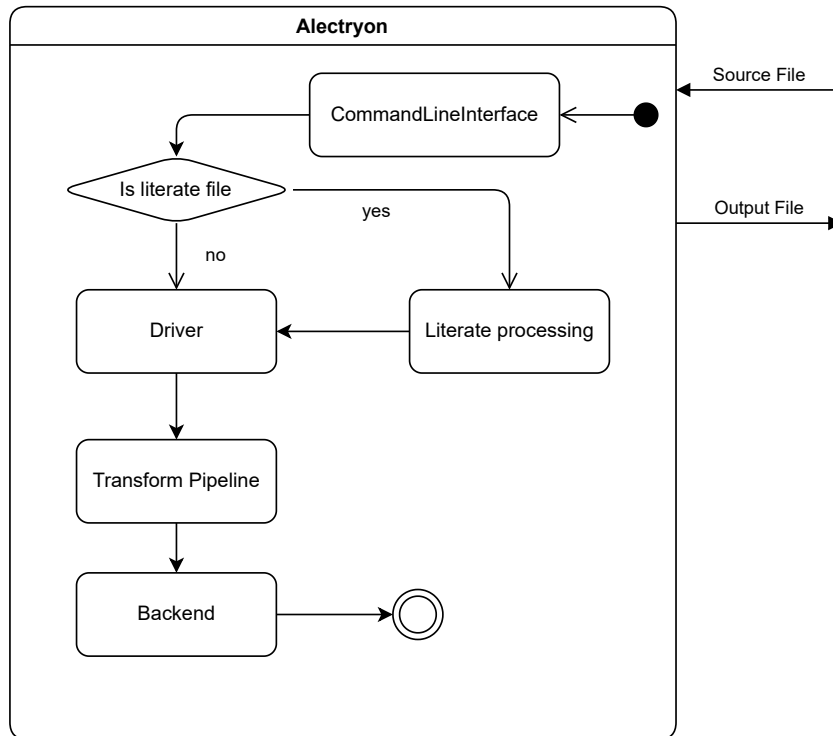 Alectryon
Source File
CommandLineInterface
Is literate file
yes
Output File
no
Driver
Literate processing
Transform Pipeline
Backend